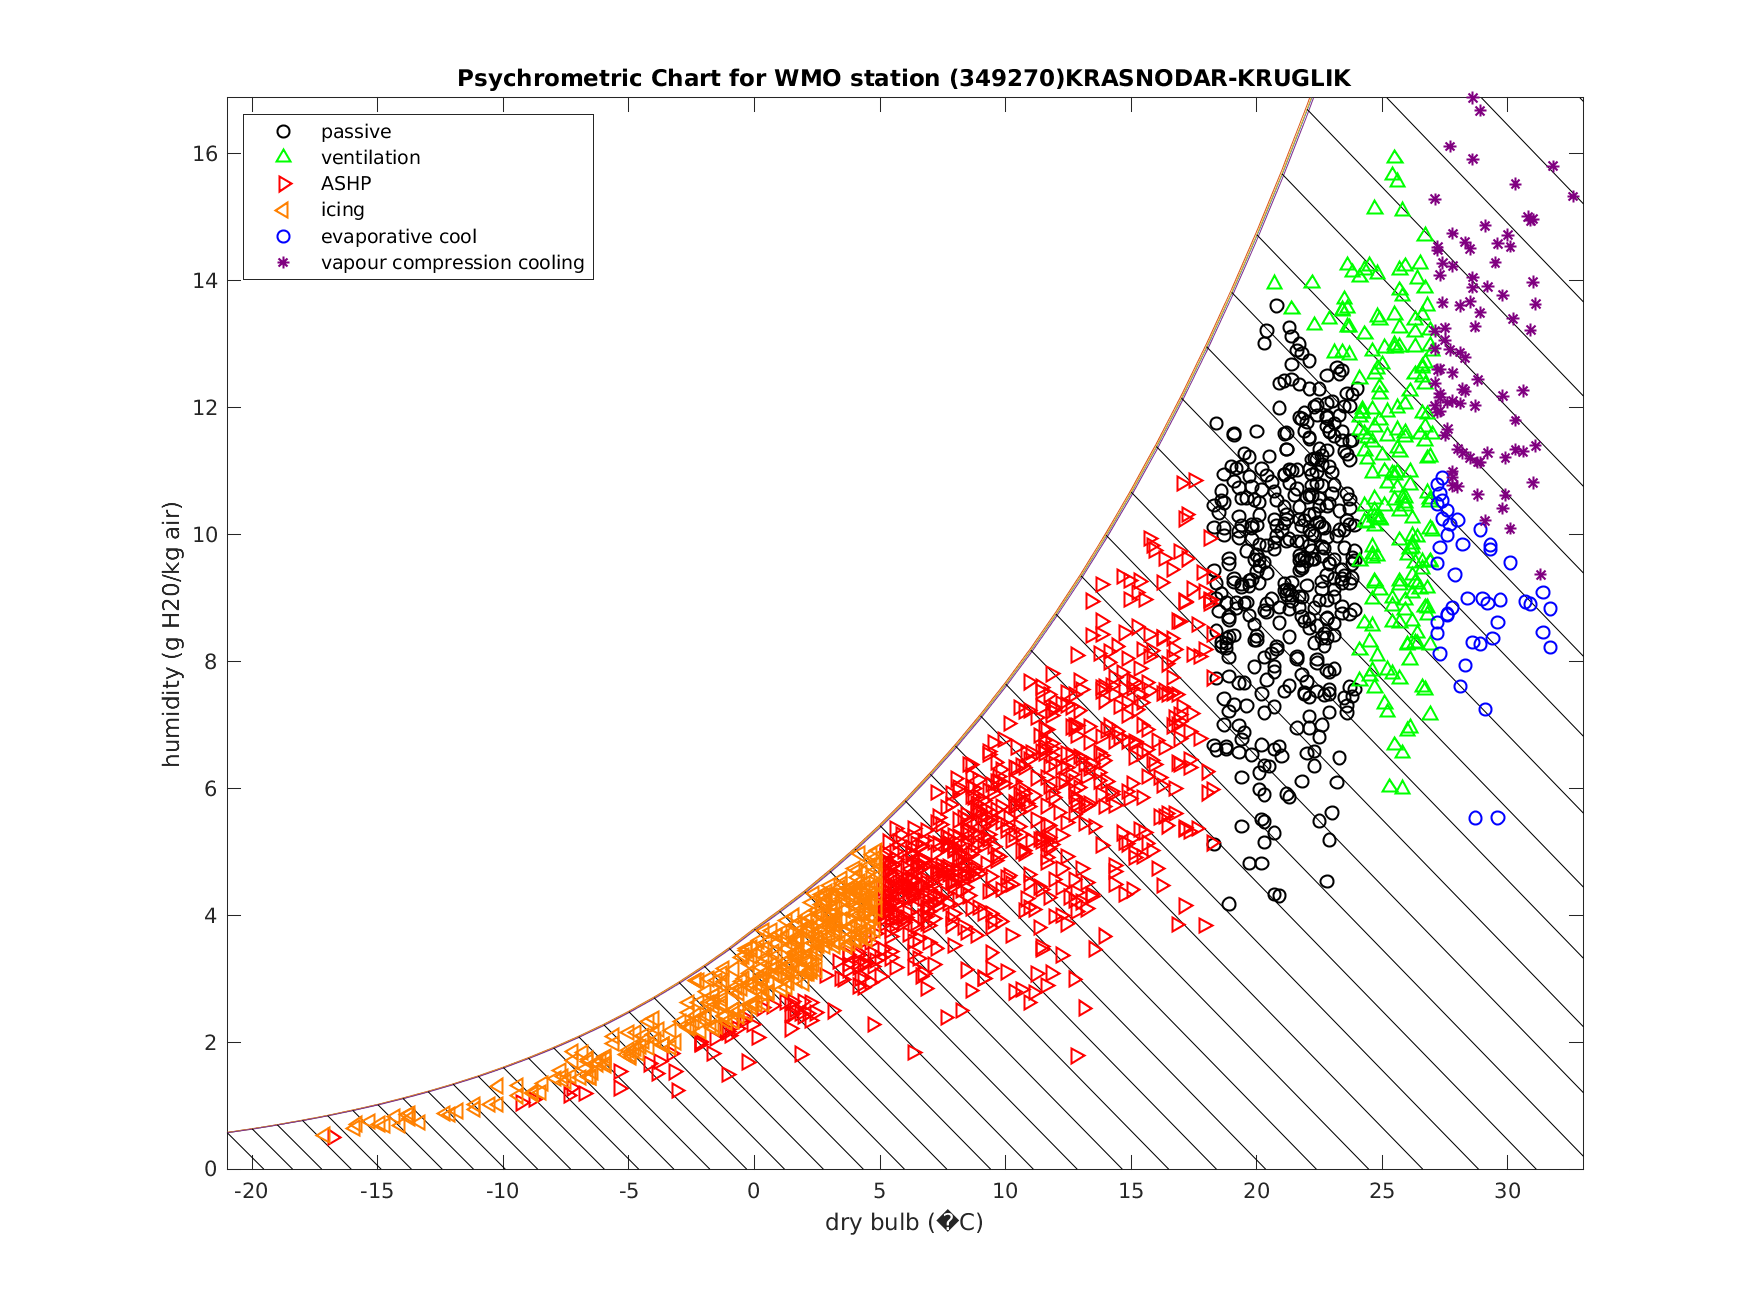 Psychrometric Chart for WMO station (349270)KRASNODAR-KRUGLIK
passive
ventilation
ASHP
icing
evaporative cool
vapour compression cooling
humidity (g H20/kg air)
16
14
12
10
8
6
4
2
0
-20 -15 -10 -5 0 5 10 15 20 25 30
dry bulb (�C)